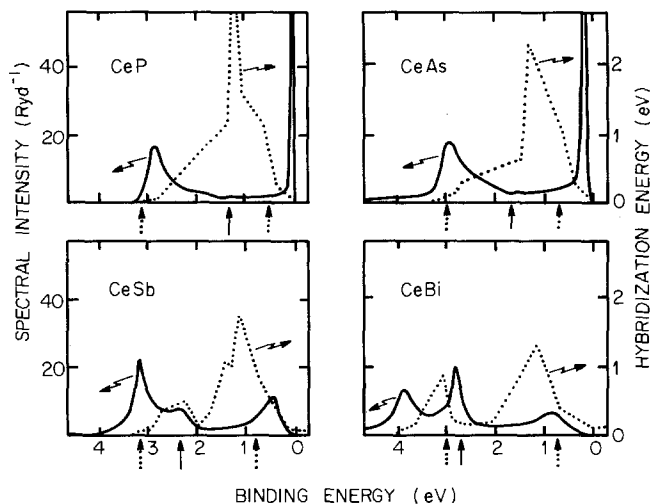 CeP
CeAs
40
20
2
1
0
CeSb
CeBi
40
20
2
1
0
4 3 2 1 0
4 3 2 1 0
SPECTRAL INTENSITY (Ryd⁻¹)
HYBRIDIZATION ENERGY (eV)
BINDING ENERGY (eV)